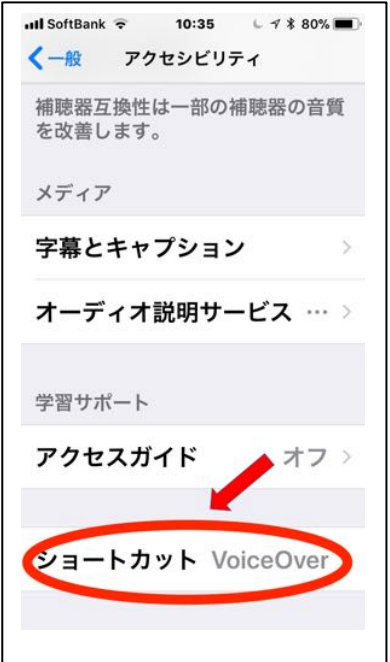 SoftBank 10:35 80%
一般 アクセシビリティ
補聴器互換性は一部の補聴器の音質
を改善します。
メディア
字幕とキャプション
オーディオ説明サービス …
学習サポート
アクセスガイド オフ
ショートカット VoiceOver